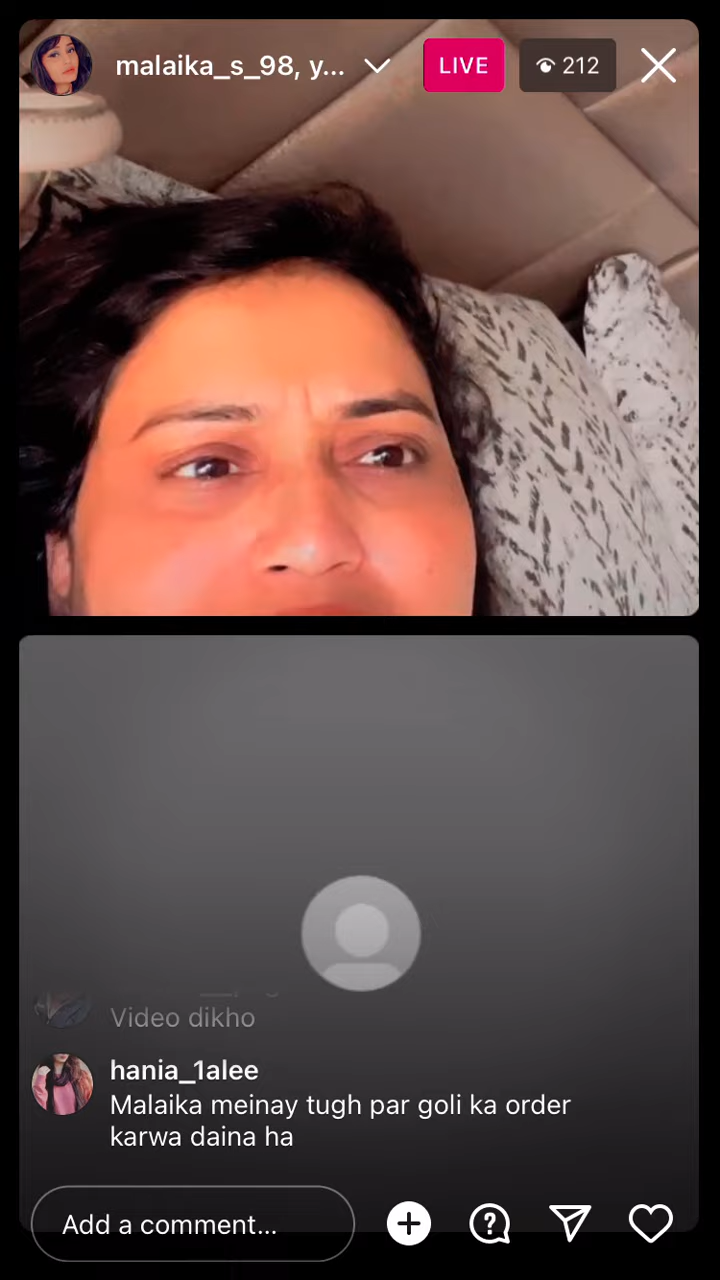 malaika_s_98, y...
LIVE
212
Video dikho
hania_1alee
Malaika meinay tugh par goli ka order
karwa daina ha
Add a comment...